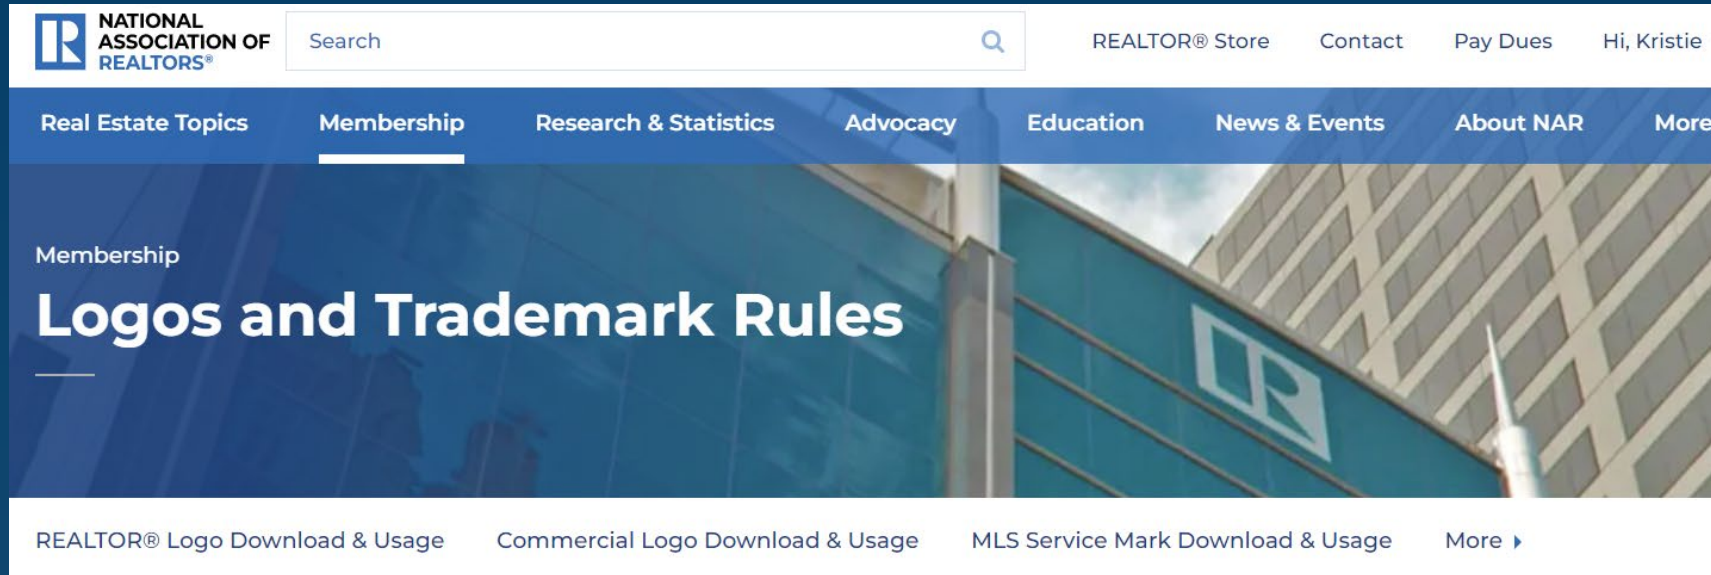 NATIONAL
ASSOCIATION OF
REALTORS®
Search
REALTOR® Store Contact Pay Dues Hi, Kristie
Real Estate Topics Membership Research & Statistics Advocacy Education News & Events About NAR More
Membership
Logos and Trademark Rules
REALTOR® Logo Download & Usage Commercial Logo Download & Usage MLS Service Mark Download & Usage More